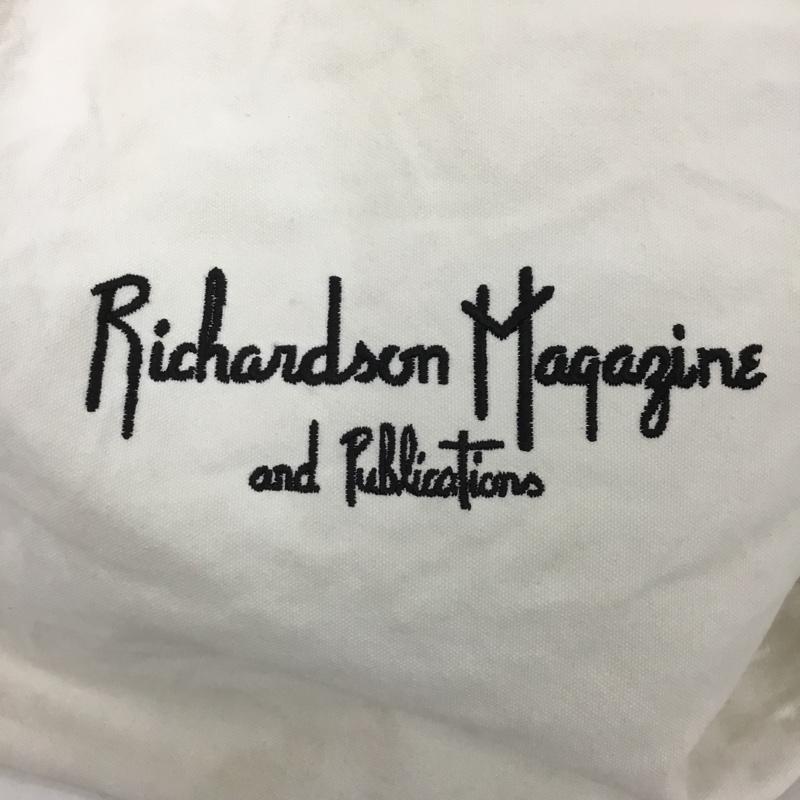 Richardson Magazine
and Publications